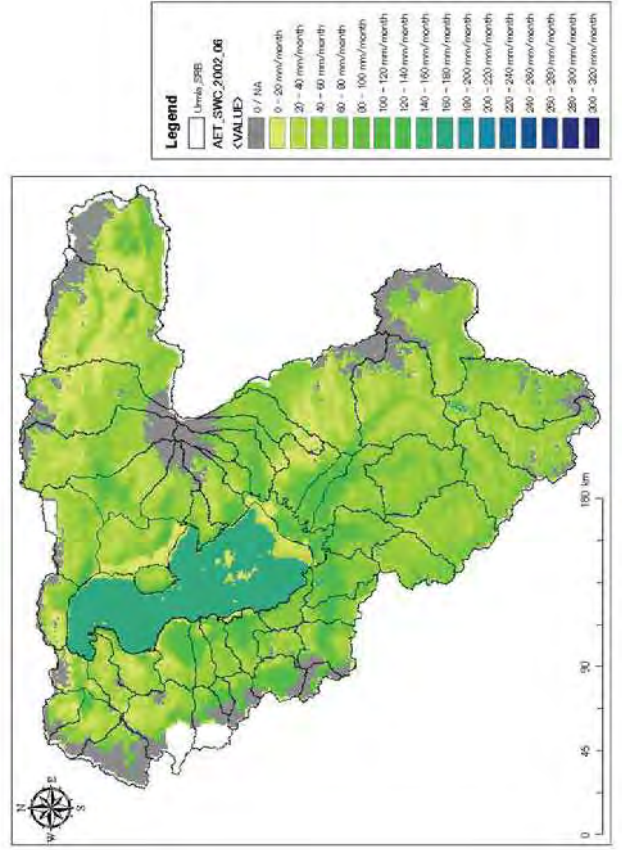 Legend
Urmia_SRB
AET_SWC_2002_06
<VALUE>
0 / NA
0 - 20 mm/month
20 - 40 mm/month
40 - 60 mm/month
60 - 80 mm/month
80 - 100 mm/month
100 - 120 mm/month
120 - 140 mm/month
140 - 160 mm/month
160 - 180 mm/month
180 - 200 mm/month
200 - 220 mm/month
220 - 240 mm/month
240 - 260 mm/month
260 - 280 mm/month
280 - 300 mm/month
300 - 320 mm/month
N
W E
S
0 45 90 180 km